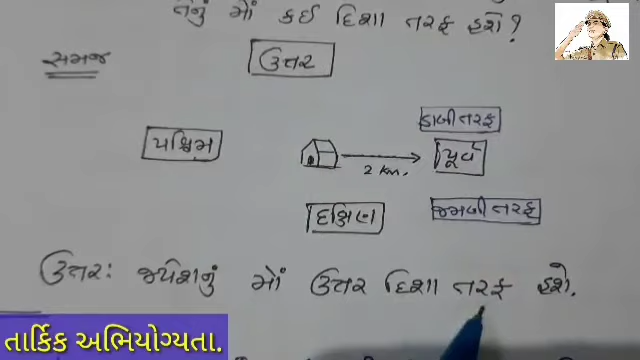 તેનું મોં કઈ દિશા તરફ હશે?
સમજ
ઉત્તર
ડાબી તરફ
પશ્ચિમ
પૂર્વ
2 km.
દક્ષિણ
જમણી તરફ
ઉત્તર: જયેશનું મોં ઉત્તર દિશા તરફ હશે.
તાર્કિક અભિયોગ્યતા.